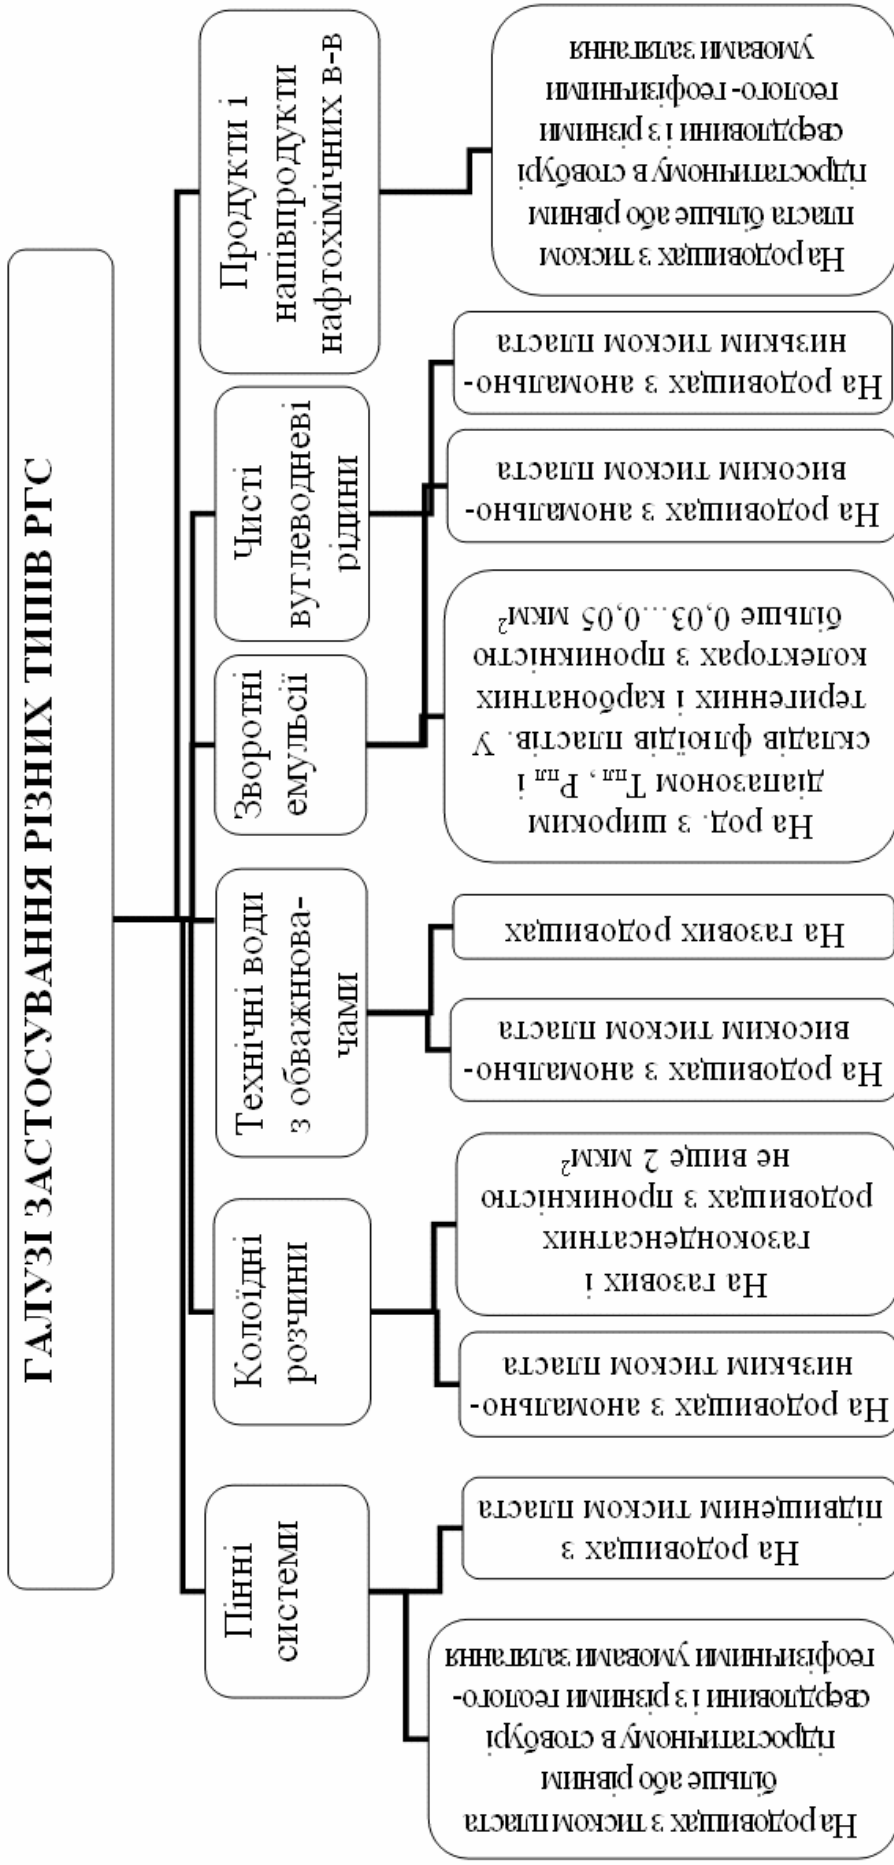 ГАЛУЗІ ЗАСТОСУВАННЯ РІЗНИХ ТИПІВ РГС
Пінні
системи
Колоїдні
розчини
Технічні води
з обважнюва-
чами
Зворотні
емульсії
Чисті
вуглеводневі
рідини
Продукти і
напівпродукти
нафтохімічних в-в
На родовищах з тиском пласта
більше або рівним
гідростатичному в стовбурі
свердловини і з різними геолого-
геофізичними умовами залягання
На родовищах з
підвищеним тиском пласта
На родовищах з аномально-
низьким тиском пласта
На газових і
газоконденсатних
родовищах з проникністю
не вище 2 мкм²
На родовищах з аномально-
високим тиском пласта
На газових родовищах
На род. з широким
діапазоном Тпл , Рпл і
складів флюїдів пластів. У
теригенних і карбонатних
колекторах з проникністю
більше 0,03...0,05 мкм²
На родовищах з аномально-
високим тиском пласта
На родовищах з аномально-
низьким тиском пласта
На родовищах з тиском
пласта більше або рівним
гідростатичному в стовбурі
свердловини і з різними
геолого-геофізичними
умовами залягання